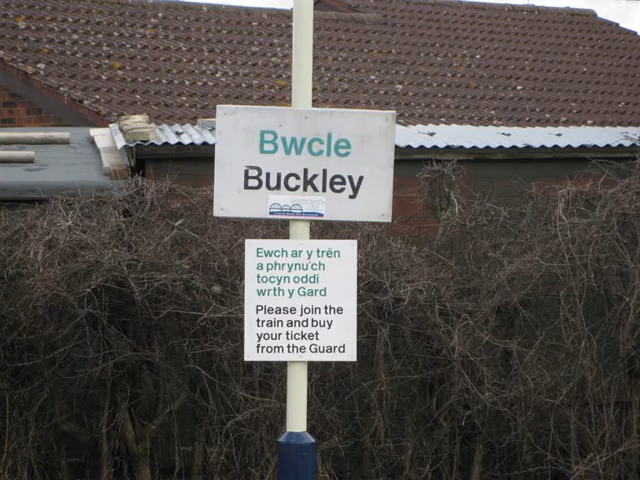 Bwcle
Buckley
Ewch ar y trên
a phrynu'ch
tocyn oddi
wrth y Gard
Please join the
train and buy
your ticket
from the Guard